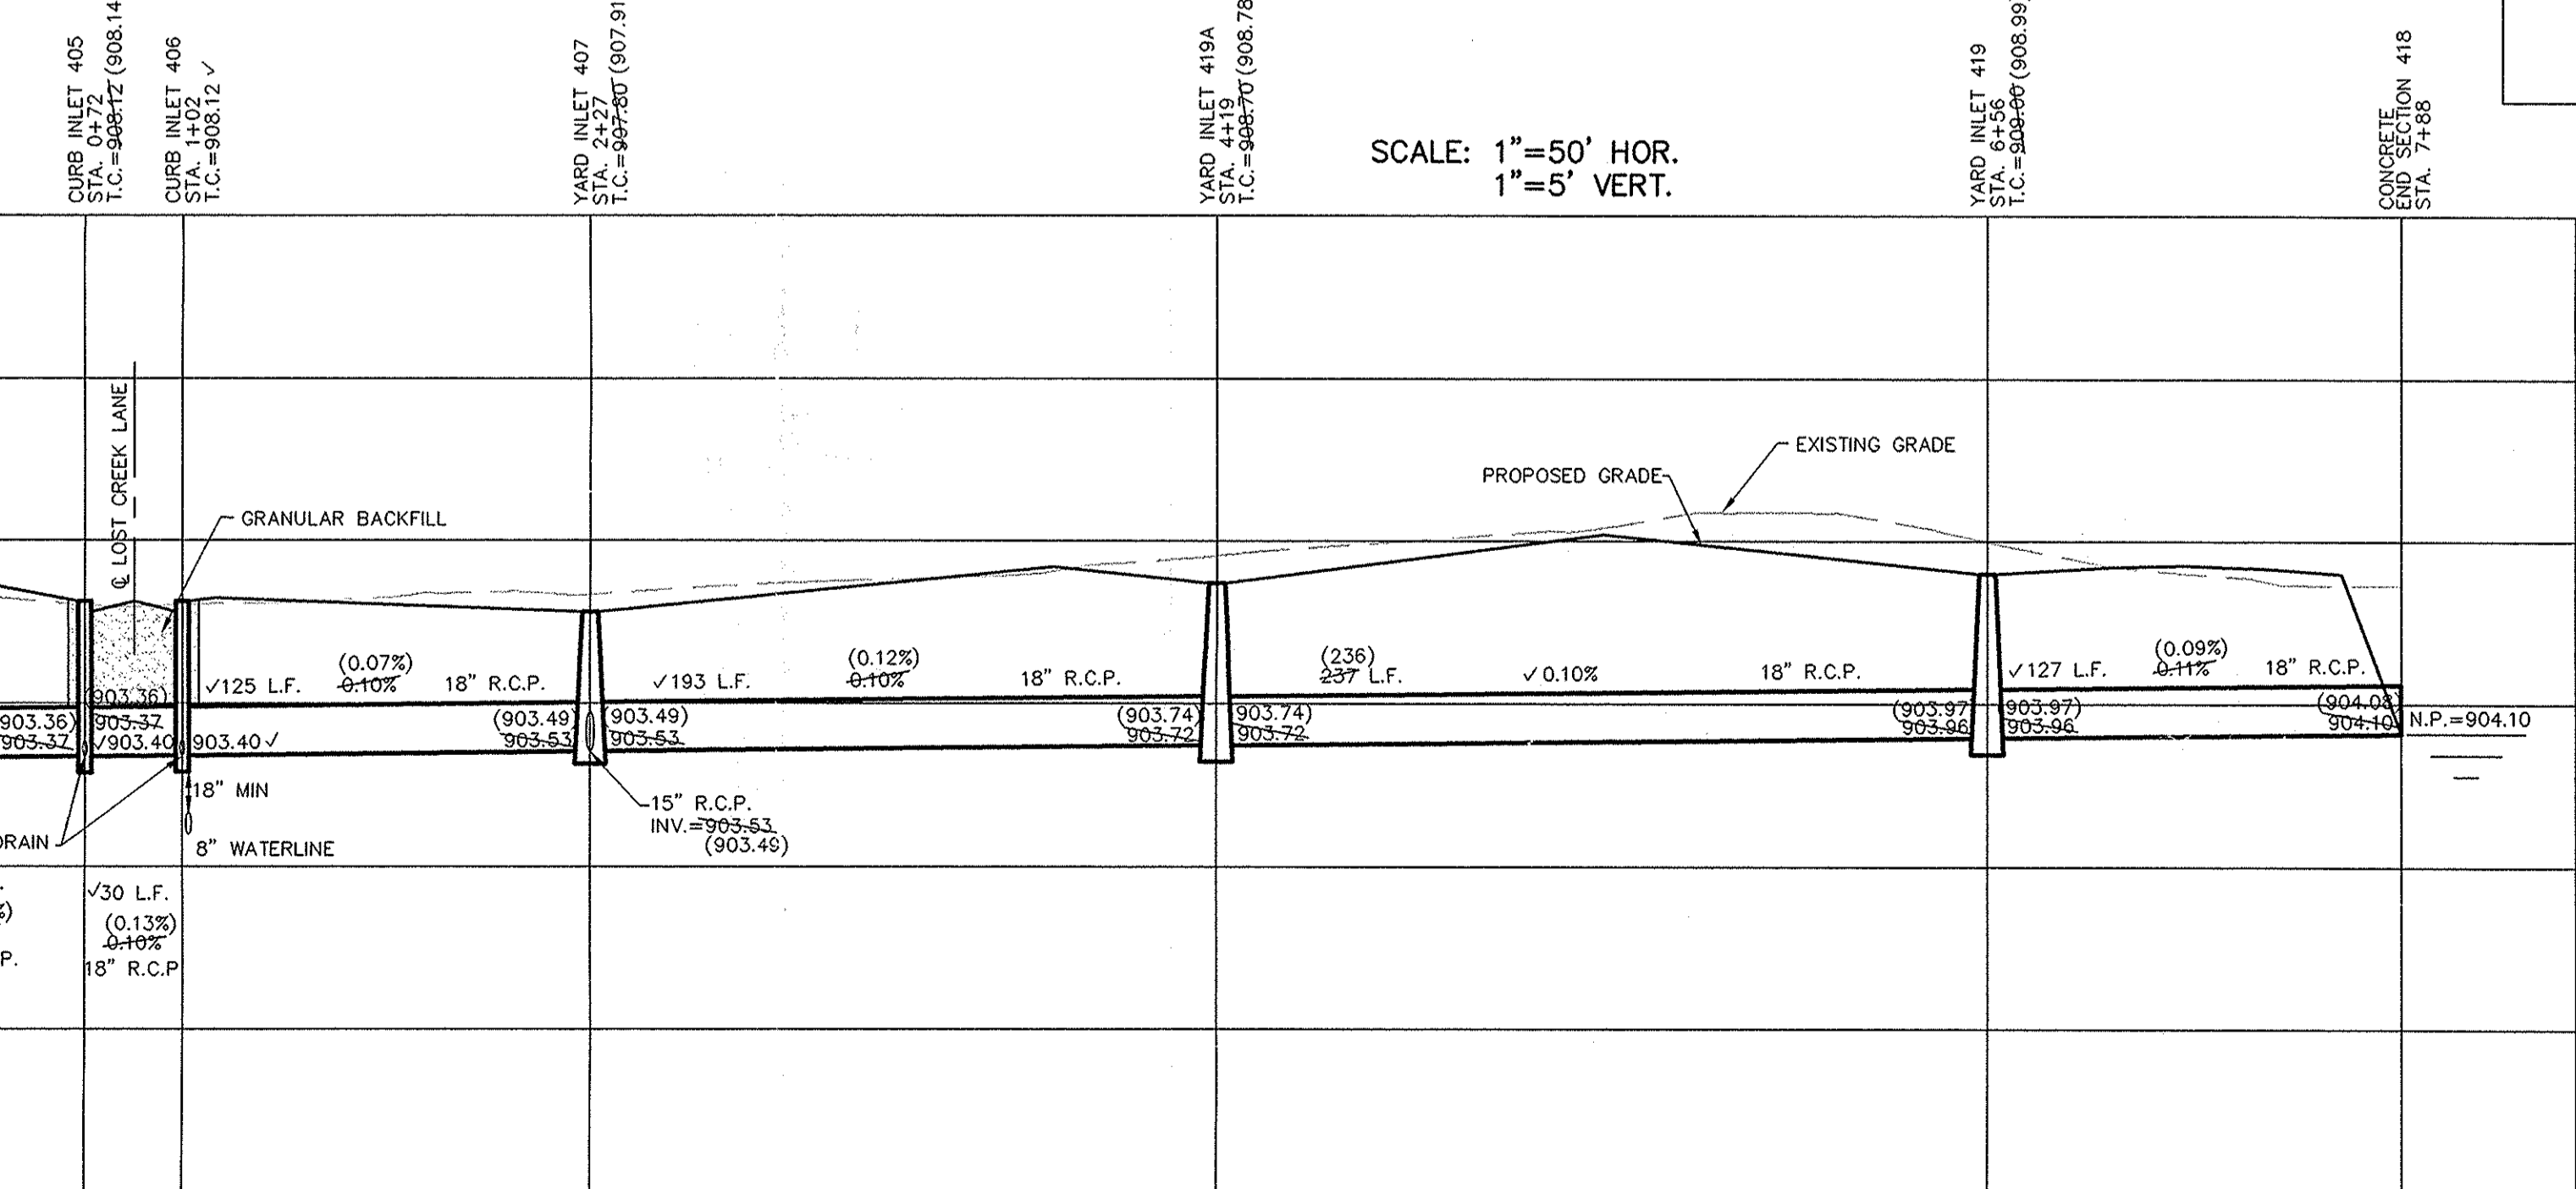 CURB INLET 405
STA. 0+72
T.C.=908.12 (908.14
CURB INLET 406
STA. 1+02
T.C.=908.12 ✓
YARD INLET 407
STA. 2+27
T.C.=907.80 (907.91
YARD INLET 419A
STA. 4+19
T.C.=908.70 (908.78
YARD INLET 419
STA. 6+56
T.C.=909.00 (908.99)
CONCRETE
END SECTION 418
STA. 7+88
SCALE: 1"=50' HOR.
1"=5' VERT.
℄ LOST CREEK LANE
GRANULAR BACKFILL
EXISTING GRADE
PROPOSED GRADE
✓125 L.F.
(0.07%)
0.10%
18" R.C.P.
✓193 L.F.
(0.12%)
0.10%
18" R.C.P.
(236)
237 L.F.
✓0.10%
18" R.C.P.
✓127 L.F.
(0.09%)
0.11%
18" R.C.P.
903.36)
903.37
(903.36)
903.37
✓903.40
903.40✓
(903.49)
903.53
(903.49)
903.53
(903.74)
903.72
(903.74)
903.72
(903.97)
903.96
(903.97)
903.96
(904.08)
904.10
N.P.=904.10
18" MIN
8" WATERLINE
DRAIN
15" R.C.P.
INV.=903.53
(903.49)
✓30 L.F.
(0.13%)
0.10%
18" R.C.P
%)
P.